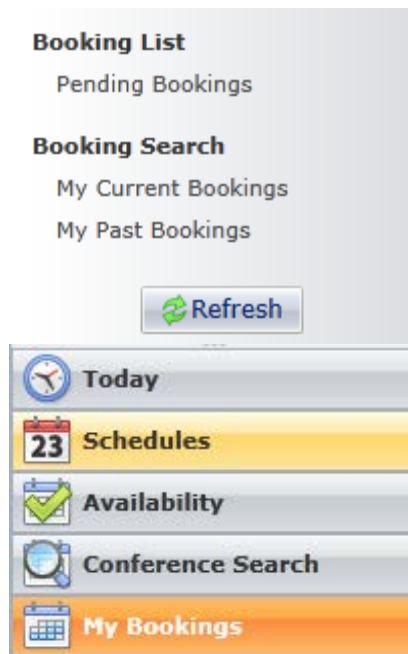 Booking List
Pending Bookings
Booking Search
My Current Bookings
My Past Bookings
Refresh
Today
23 Schedules
Availability
Conference Search
My Bookings